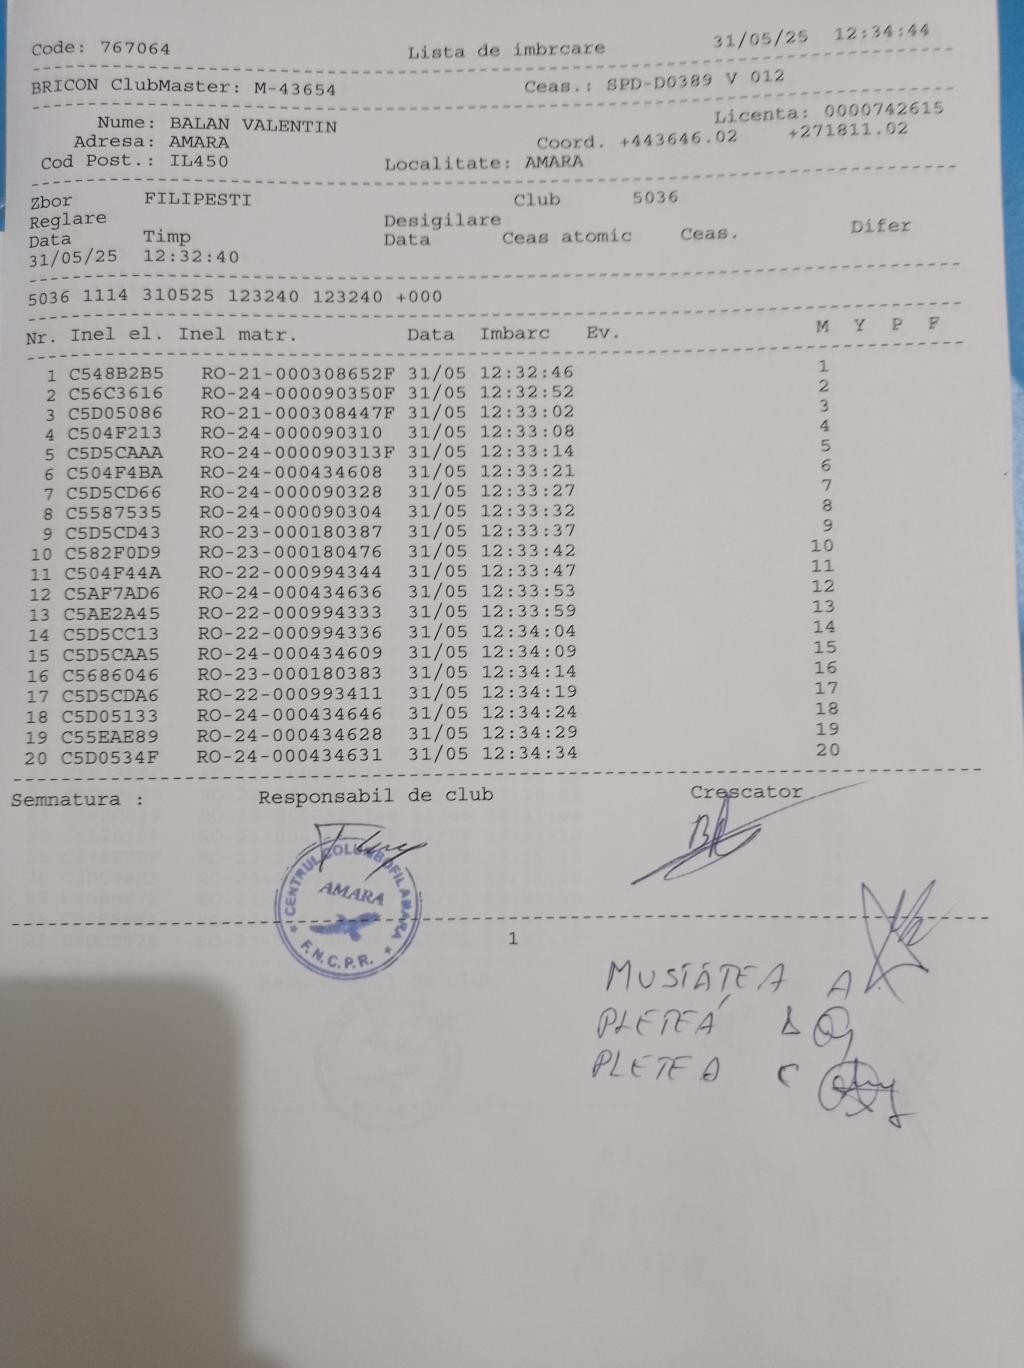 Code: 767064 Lista de imbrcare 31/05/25 12:34:44
BRICON ClubMaster: M-43654 Ceas.: SPD-D0389 V 012
Nume: BALAN VALENTIN Licenta: 0000742615
Adresa: AMARA Coord. +443646.02 +271811.02
Cod Post.: IL450 Localitate: AMARA
Zbor FILIPESTI Club 5036
Reglare Desigilare
Data Timp Data Ceas atomic Ceas. Difer
31/05/25 12:32:40
5036 1114 310525 123240 123240 +000
Nr. Inel el. Inel matr. Data Imbarc Ev. M Y P F
1 C548B2B5 RO-21-000308652F 31/05 12:32:46 1
2 C56C3616 RO-24-000090350F 31/05 12:32:52 2
3 C5D05086 RO-21-000308447F 31/05 12:33:02 3
4 C504F213 RO-24-000090310 31/05 12:33:08 4
5 C5D5CAAA RO-24-000090313F 31/05 12:33:14 5
6 C504F4BA RO-24-000434608 31/05 12:33:21 6
7 C5D5CD66 RO-24-000090328 31/05 12:33:27 7
8 C5587535 RO-24-000090304 31/05 12:33:32 8
9 C5D5CD43 RO-23-000180387 31/05 12:33:37 9
10 C582F0D9 RO-23-000180476 31/05 12:33:42 10
11 C504F44A RO-22-000994344 31/05 12:33:47 11
12 C5AF7AD6 RO-24-000434636 31/05 12:33:53 12
13 C5AE2A45 RO-22-000994333 31/05 12:33:59 13
14 C5D5CC13 RO-22-000994336 31/05 12:34:04 14
15 C5D5CAA5 RO-24-000434609 31/05 12:34:09 15
16 C5686046 RO-23-000180383 31/05 12:34:14 16
17 C5D5CDA6 RO-22-000993411 31/05 12:34:19 17
18 C5D05133 RO-24-000434646 31/05 12:34:24 18
19 C55EAE89 RO-24-000434628 31/05 12:34:29 19
20 C5D0534F RO-24-000434631 31/05 12:34:34 20
Semnatura : Responsabil de club Crescator
CENTRUL COLUMBOFIL AMARA
AMARA
F.N.C.P.R.
1
MUSTĂȚEA A
PLETEA
PLETEA C